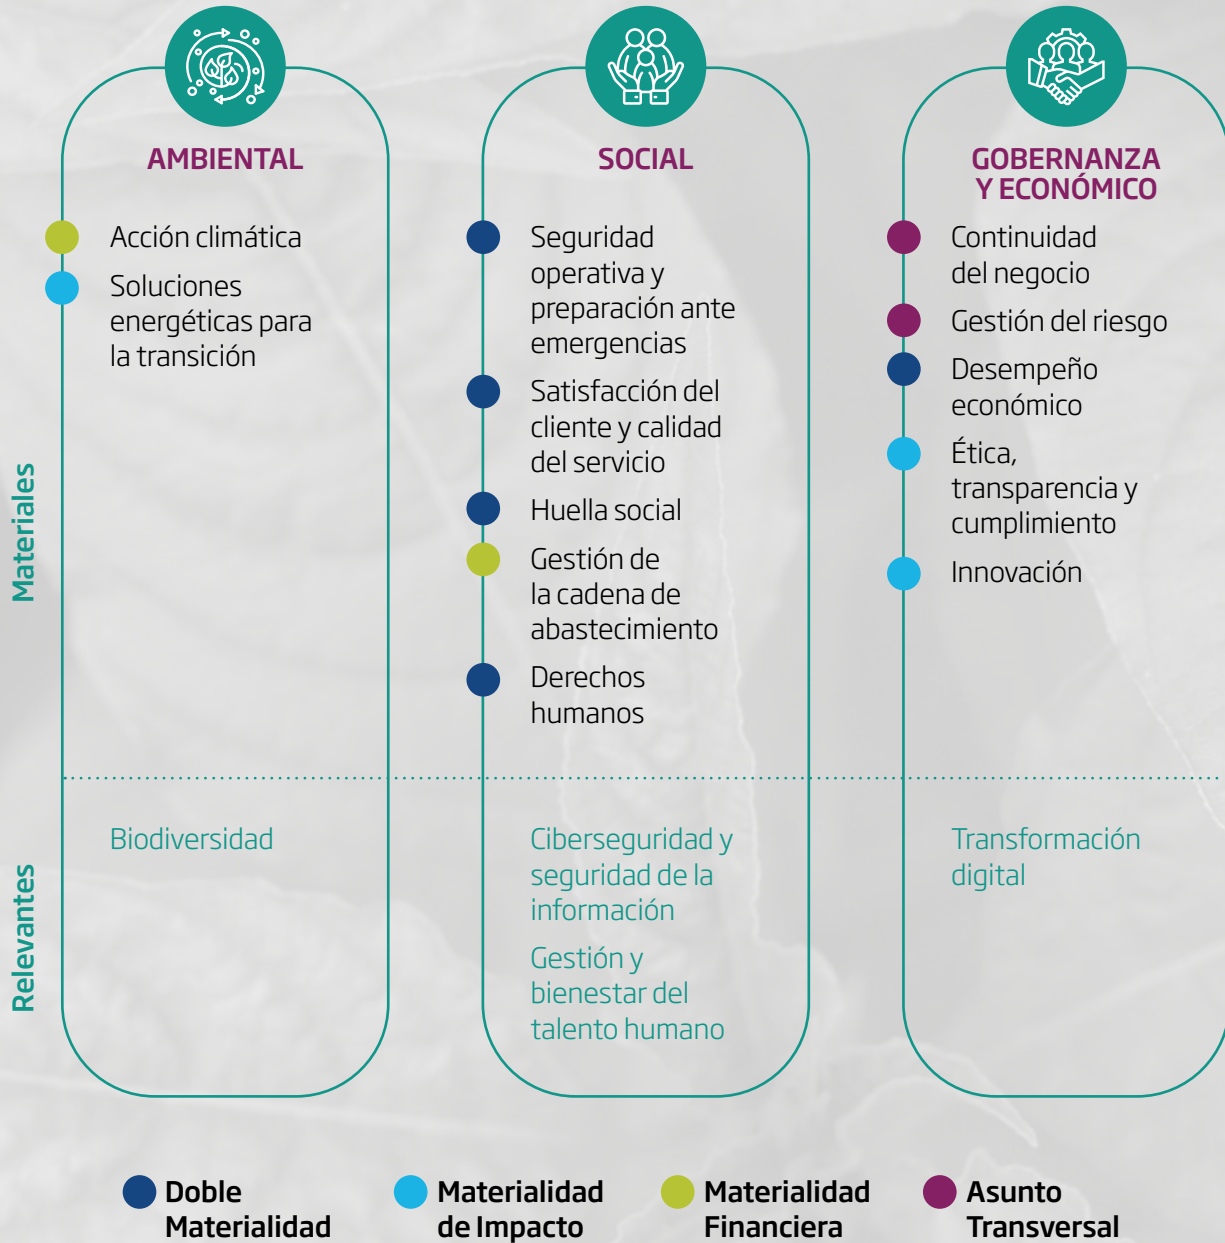 AMBIENTAL
Acción climática
Soluciones
energéticas para
la transición
SOCIAL
Seguridad
operativa y
preparación ante
emergencias
Satisfacción del
cliente y calidad
del servicio
Huella social
Gestión de
la cadena de
abastecimiento
Derechos
humanos
GOBERNANZA
Y ECONÓMICO
Continuidad
del negocio
Gestión del riesgo
Desempeño
económico
Ética,
transparencia y
cumplimiento
Innovación
Materiales
Biodiversidad
Ciberseguridad y
seguridad de la
información
Gestión y
bienestar del
talento humano
Transformación
digital
Relevantes
Doble
Materialidad
Materialidad
de Impacto
Materialidad
Financiera
Asunto
Transversal